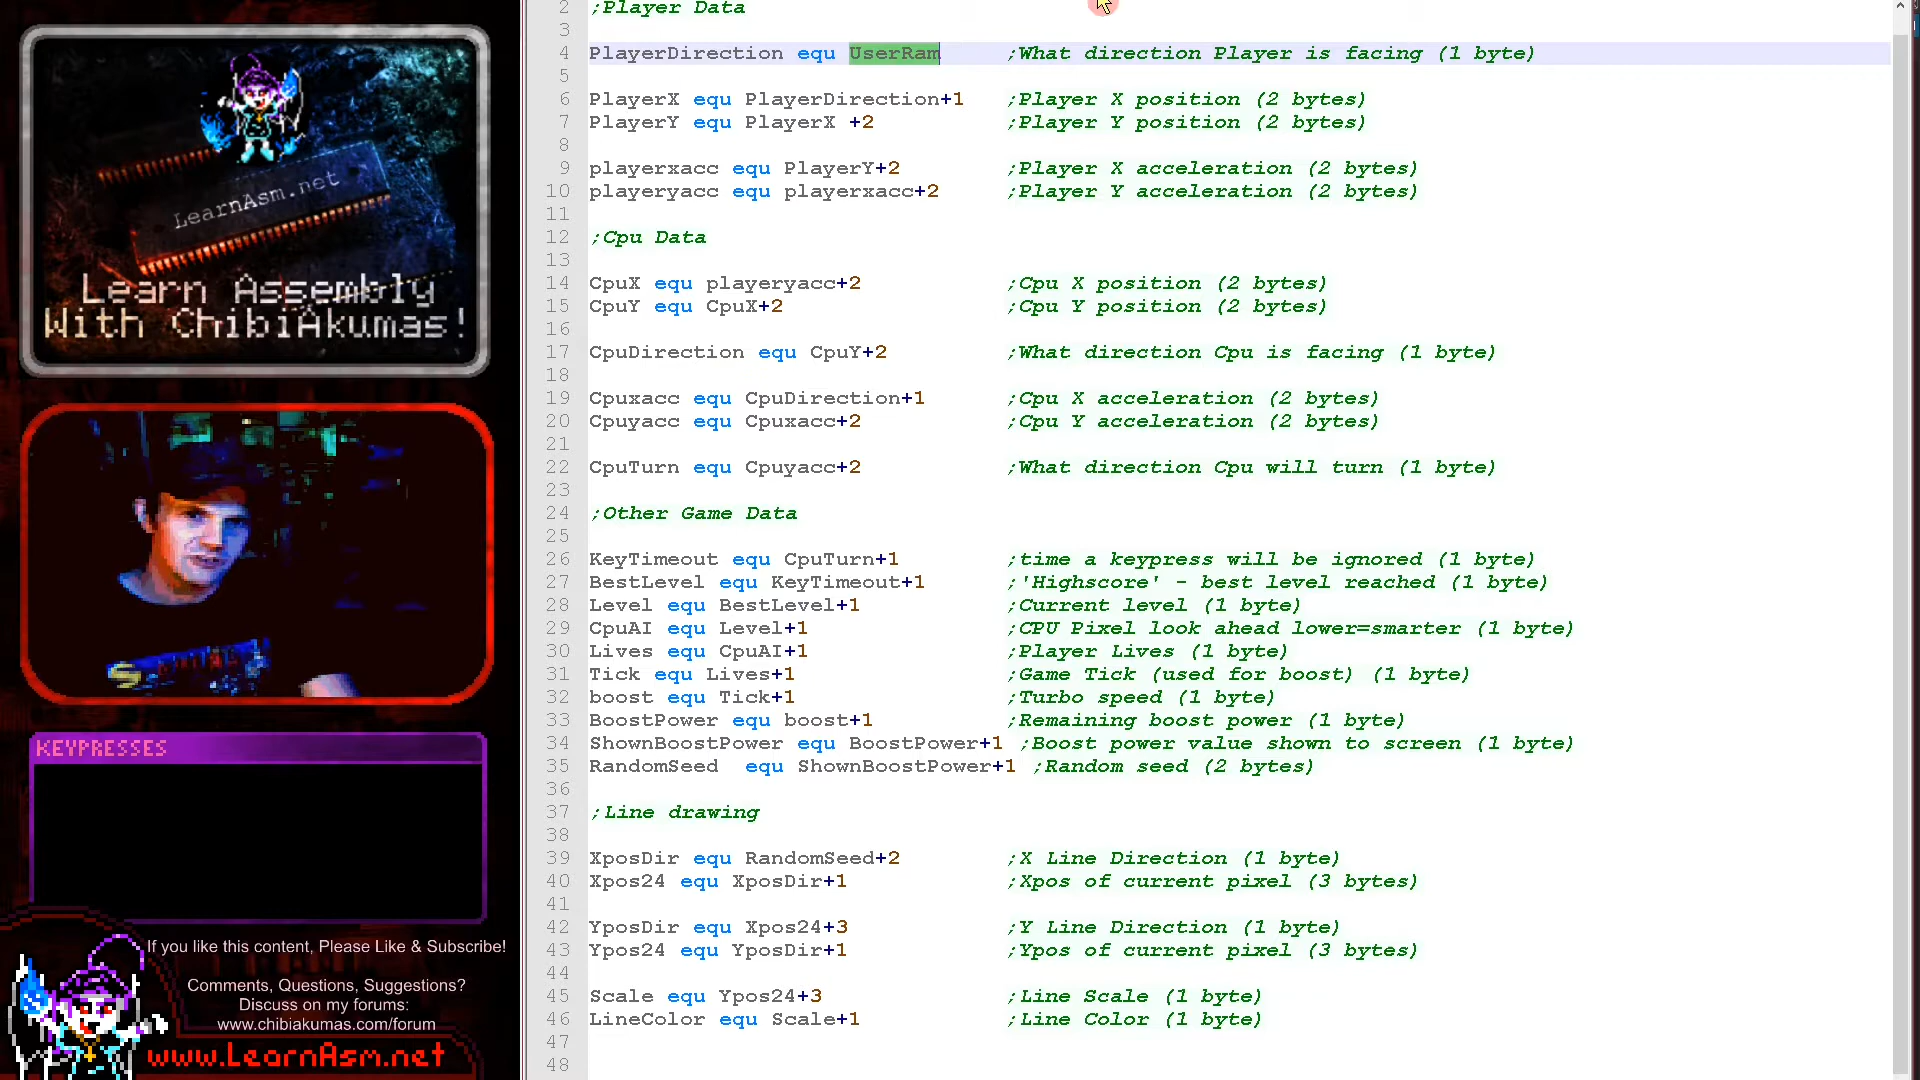 LearnAsm.net
Learn Assembly
With ChibiAkumas!
KEYPRESSES
If you like this content, Please Like & Subscribe!
Comments, Questions, Suggestions?
Discuss on my forums:
www.chibiakumas.com/forum
www.LearnAsm.net
2 ;Player Data
3
4 PlayerDirection equ UserRam ;What direction Player is facing (1 byte)
5
6 PlayerX equ PlayerDirection+1 ;Player X position (2 bytes)
7 PlayerY equ PlayerX +2 ;Player Y position (2 bytes)
8
9 playerxacc equ PlayerY+2 ;Player X acceleration (2 bytes)
10 playeryacc equ playerxacc+2 ;Player Y acceleration (2 bytes)
11
12 ;Cpu Data
13
14 CpuX equ playeryacc+2 ;Cpu X position (2 bytes)
15 CpuY equ CpuX+2 ;Cpu Y position (2 bytes)
16
17 CpuDirection equ CpuY+2 ;What direction Cpu is facing (1 byte)
18
19 Cpuxacc equ CpuDirection+1 ;Cpu X acceleration (2 bytes)
20 Cpuyacc equ Cpuxacc+2 ;Cpu Y acceleration (2 bytes)
21
22 CpuTurn equ Cpuyacc+2 ;What direction Cpu will turn (1 byte)
23
24 ;Other Game Data
25
26 KeyTimeout equ CpuTurn+1 ;time a keypress will be ignored (1 byte)
27 BestLevel equ KeyTimeout+1 ;'Highscore' - best level reached (1 byte)
28 Level equ BestLevel+1 ;Current level (1 byte)
29 CpuAI equ Level+1 ;CPU Pixel look ahead lower=smarter (1 byte)
30 Lives equ CpuAI+1 ;Player Lives (1 byte)
31 Tick equ Lives+1 ;Game Tick (used for boost) (1 byte)
32 boost equ Tick+1 ;Turbo speed (1 byte)
33 BoostPower equ boost+1 ;Remaining boost power (1 byte)
34 ShownBoostPower equ BoostPower+1 ;Boost power value shown to screen (1 byte)
35 RandomSeed equ ShownBoostPower+1 ;Random seed (2 bytes)
36
37 ;Line drawing
38
39 XposDir equ RandomSeed+2 ;X Line Direction (1 byte)
40 Xpos24 equ XposDir+1 ;Xpos of current pixel (3 bytes)
41
42 YposDir equ Xpos24+3 ;Y Line Direction (1 byte)
43 Ypos24 equ YposDir+1 ;Ypos of current pixel (3 bytes)
44
45 Scale equ Ypos24+3 ;Line Scale (1 byte)
46 LineColor equ Scale+1 ;Line Color (1 byte)
47
48